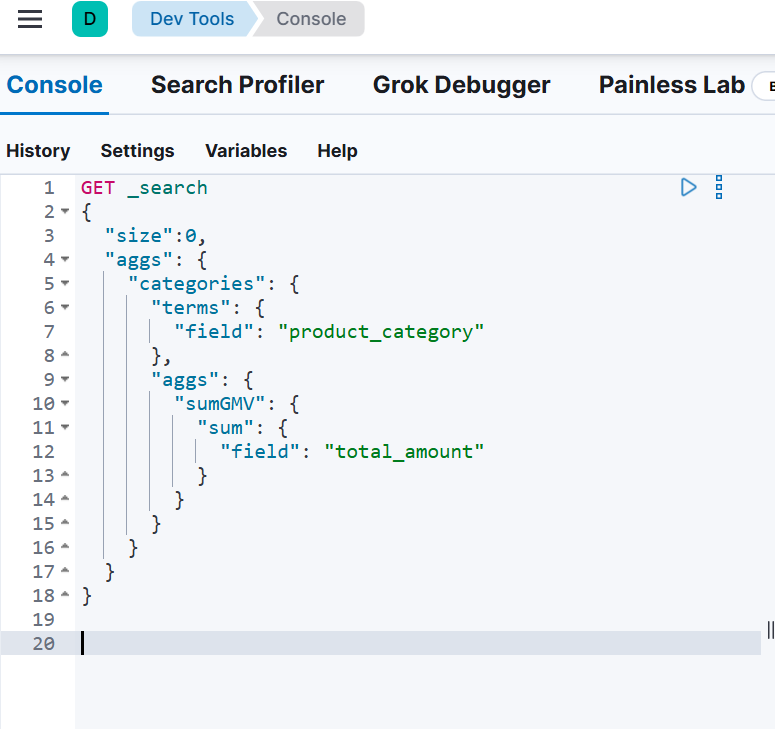 D Dev Tools Console
Console Search Profiler Grok Debugger Painless Lab
History Settings Variables Help
1 GET _search
2 {
3 "size":0,
4 "aggs": {
5 "categories": {
6 "terms": {
7 "field": "product_category"
8 },
9 "aggs": {
10 "sumGMV": {
11 "sum": {
12 "field": "total_amount"
13 }
14 }
15 }
16 }
17 }
18 }
19
20